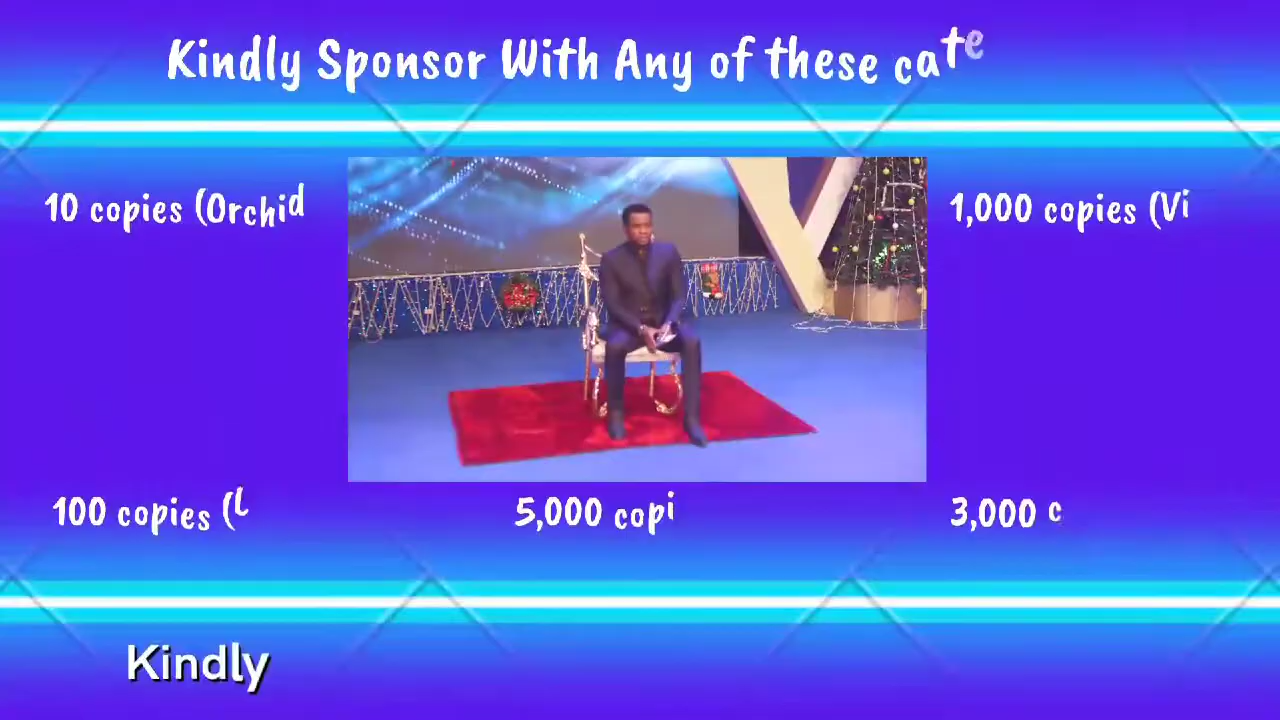 Kindly Sponsor With Any of these cate
10 copies (Orchid
1,000 copies (Vi
100 copies (L
5,000 copi
3,000 c
Kindly